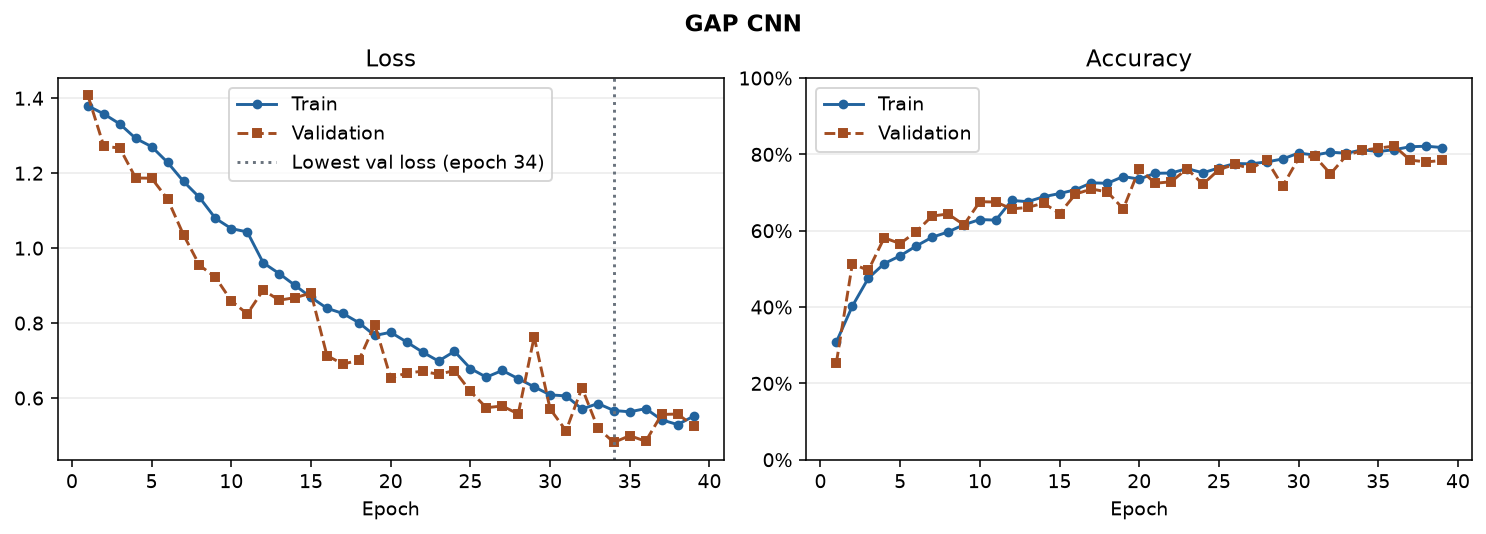 GAP CNN
Loss
Train
Validation
Lowest val loss (epoch 34)
1.4
1.2
1.0
0.8
0.6
0 5 10 15 20 25 30 35 40
Epoch
Accuracy
Train
Validation
100%
80%
60%
40%
20%
0%
0 5 10 15 20 25 30 35 40
Epoch